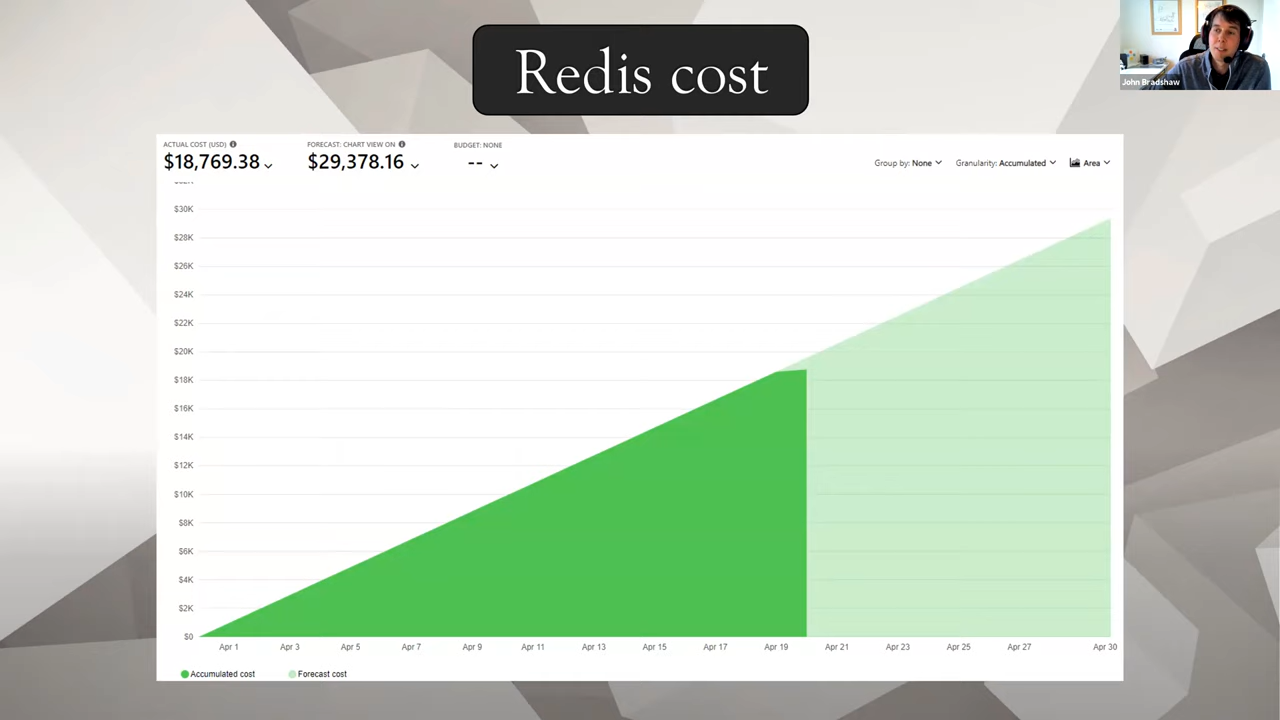 Redis cost
John Bradshaw
ACTUAL COST (USD)
$18,769.38
FORECAST: CHART VIEW ON
$29,378.16
BUDGET: NONE
--
Group by: None
Granularity: Accumulated
Area
$30K
$28K
$26K
$24K
$22K
$20K
$18K
$16K
$14K
$12K
$10K
$8K
$6K
$4K
$2K
$0
Apr 1 Apr 3 Apr 5 Apr 7 Apr 9 Apr 11 Apr 13 Apr 15 Apr 17 Apr 19 Apr 21 Apr 23 Apr 25 Apr 27 Apr 30
Accumulated cost Forecast cost